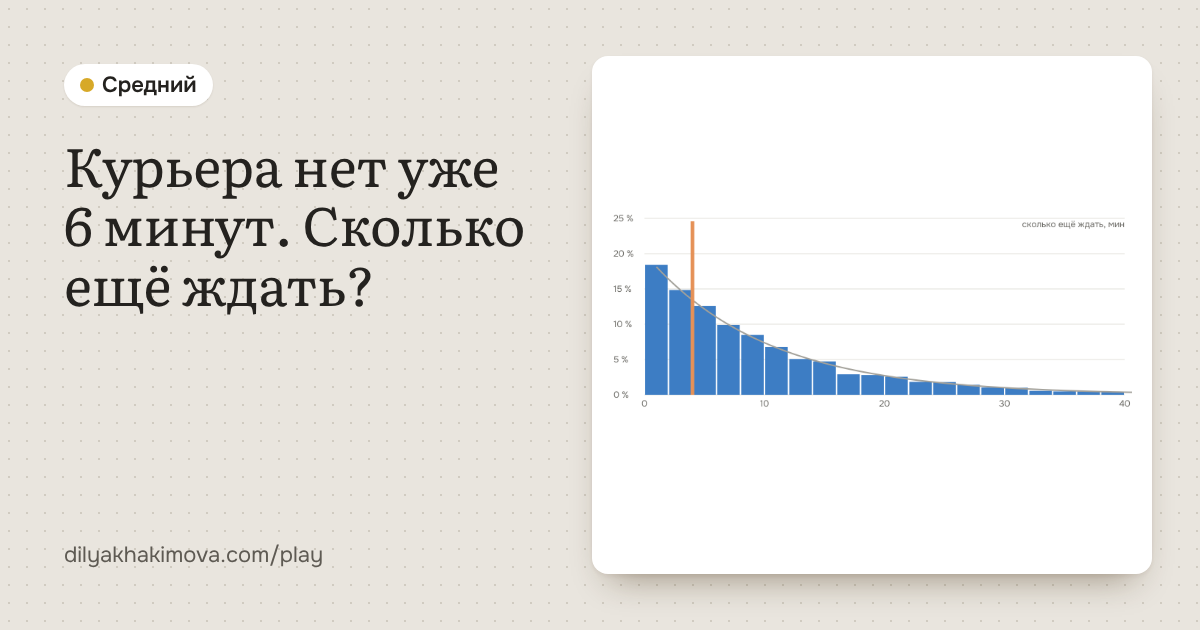 Средний
Курьера нет уже
6 минут. Сколько
ещё ждать?
dilyakhakimova.com/play
25 %
сколько ещё ждать, мин
20 %
15 %
10 %
5 %
0 %
0
10
20
30
40